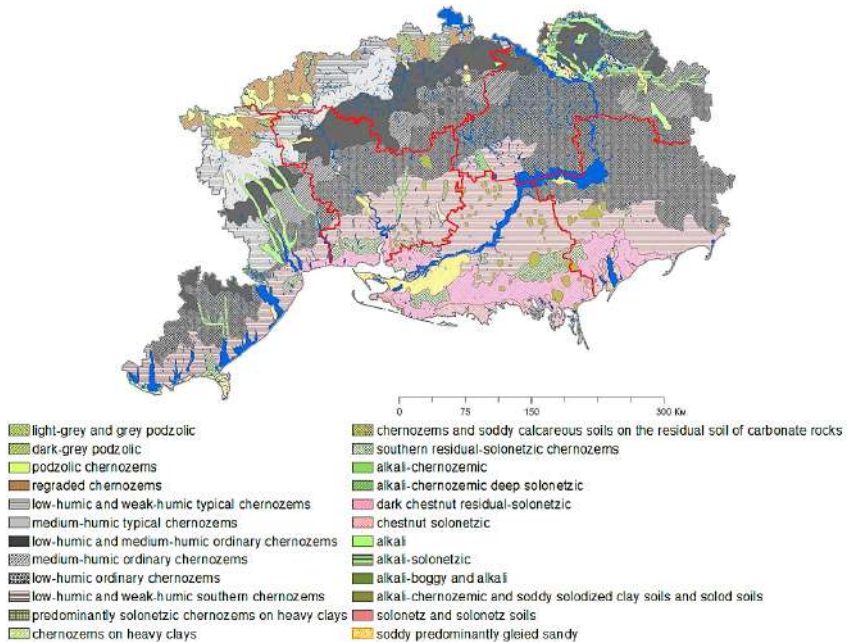 0 75 150 300 Км
light-grey and grey podzolic
dark-grey podzolic
podzolic chernozems
regraded chernozems
low-humic and weak-humic typical chernozems
medium-humic typical chernozems
low-humic and medium-humic ordinary chernozems
medium-humic ordinary chernozems
low-humic ordinary chernozems
low-humic and weak-humic southern chernozems
predominantly solonetzic chernozems on heavy clays
chernozems on heavy clays
chernozems and soddy calcareous soils on the residual soil of carbonate rocks
southern residual-solonetzic chernozems
alkali-chernozemic
alkali-chernozemic deep solonetzic
dark chestnut residual-solonetzic
chestnut solonetzic
alkali
alkali-solonetzic
alkali-boggy and alkali
alkali-chernozemic and soddy solodized clay soils and solod soils
solonetz and solonetz soils
soddy predominantly gleied sandy